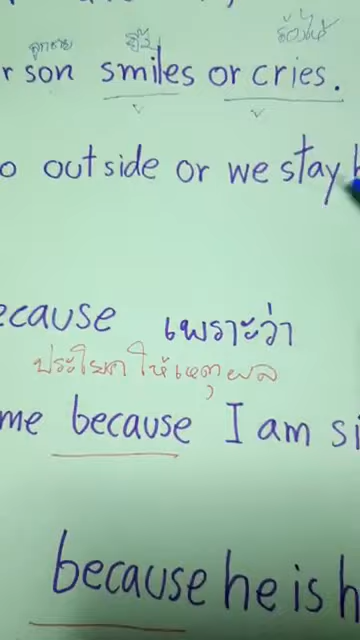 ลูกชาย ยิ้ม ร้องไห้
r son smiles or cries.
o outside or we stay h
ecause เพราะว่า
ประโยค ให้เหตุผล
me because I am si
because he is h